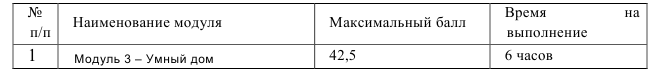 № п/п Наименование модуля Максимальный балл Время на выполнение
1 Модуль 3 – Умный дом 42,5 6 часов